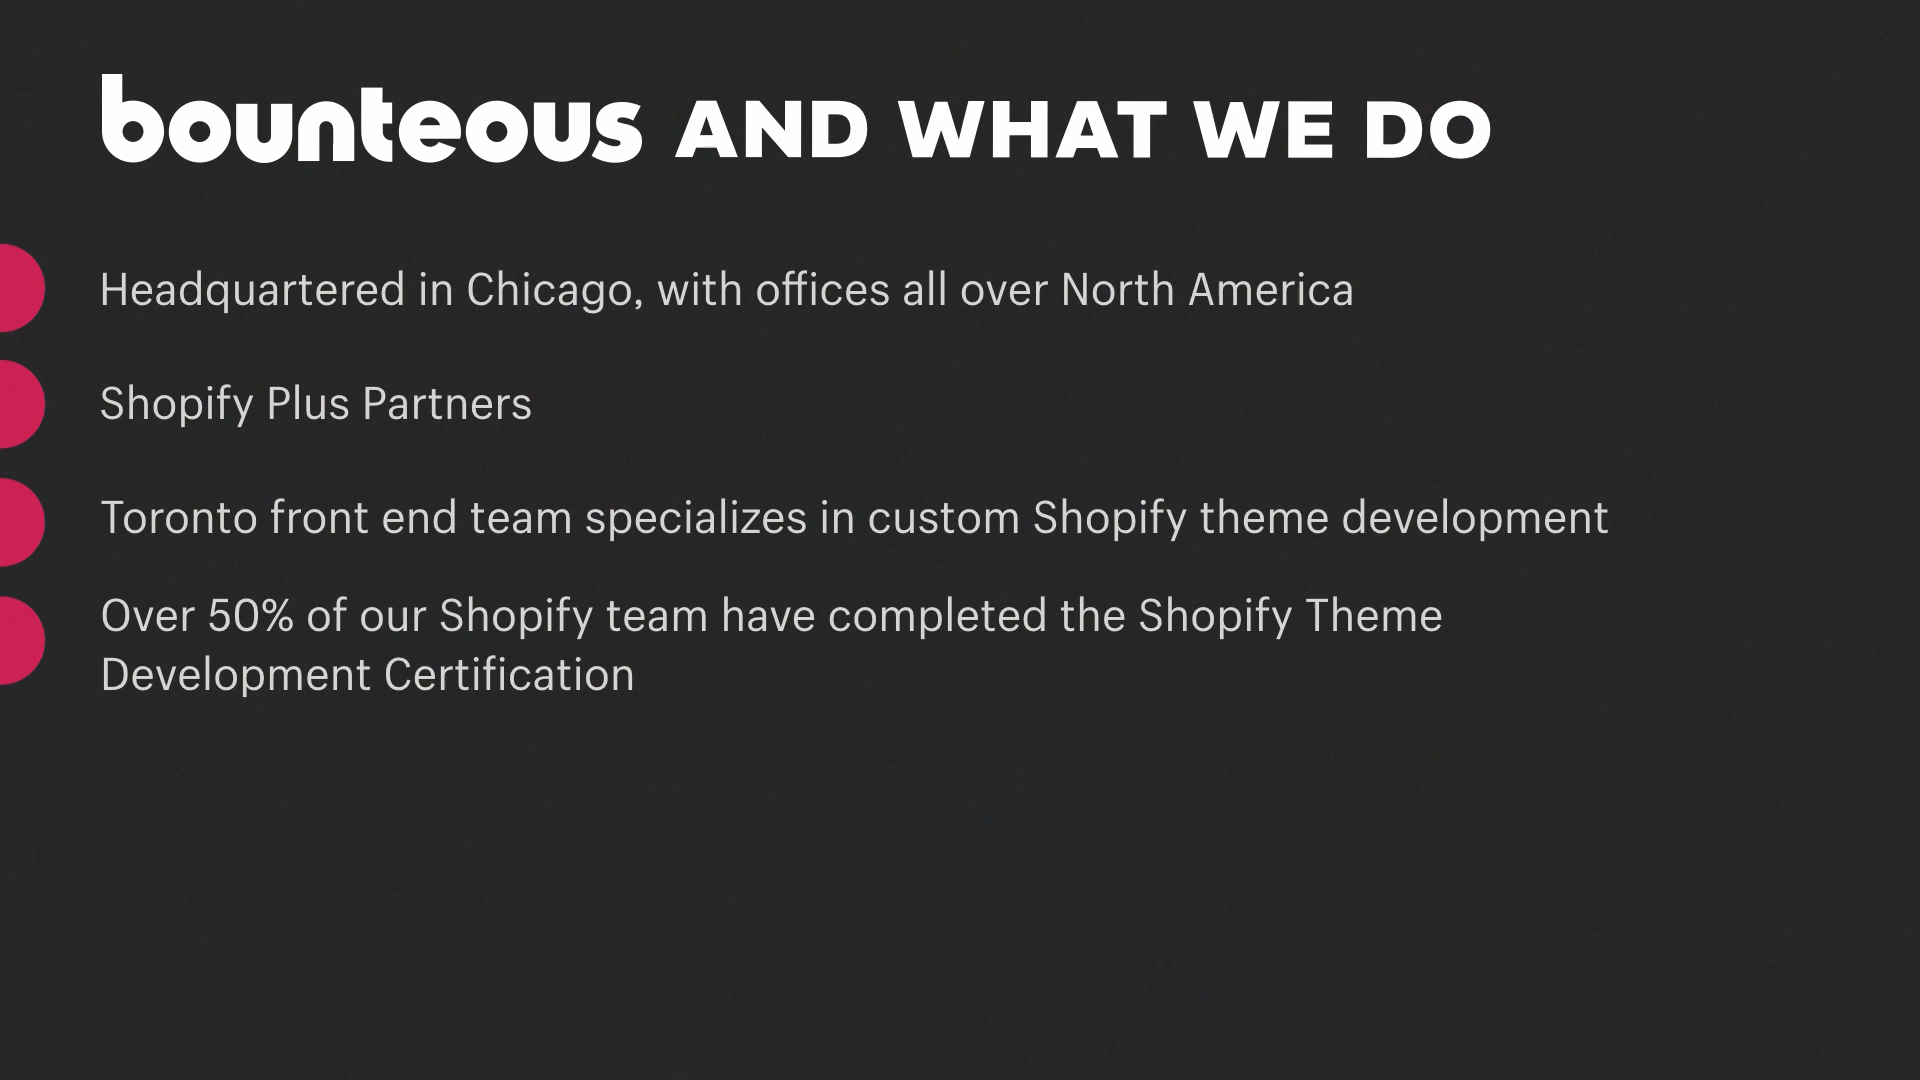 bounteous AND WHAT WE DO
Headquartered in Chicago, with offices all over North America
Shopify Plus Partners
Toronto front end team specializes in custom Shopify theme development
Over 50% of our Shopify team have completed the Shopify Theme
Development Certification